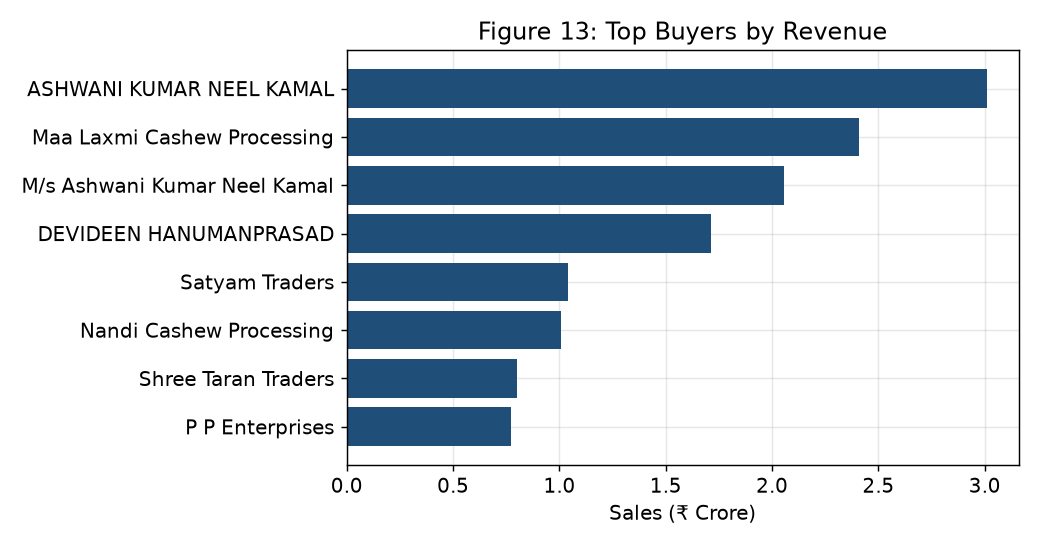 Figure 13: Top Buyers by Revenue
ASHWANI KUMAR NEEL KAMAL
Maa Laxmi Cashew Processing
M/s Ashwani Kumar Neel Kamal
DEVIDEEN HANUMANPRASAD
Satyam Traders
Nandi Cashew Processing
Shree Taran Traders
P P Enterprises
0.0 0.5 1.0 1.5 2.0 2.5 3.0
Sales (₹ Crore)